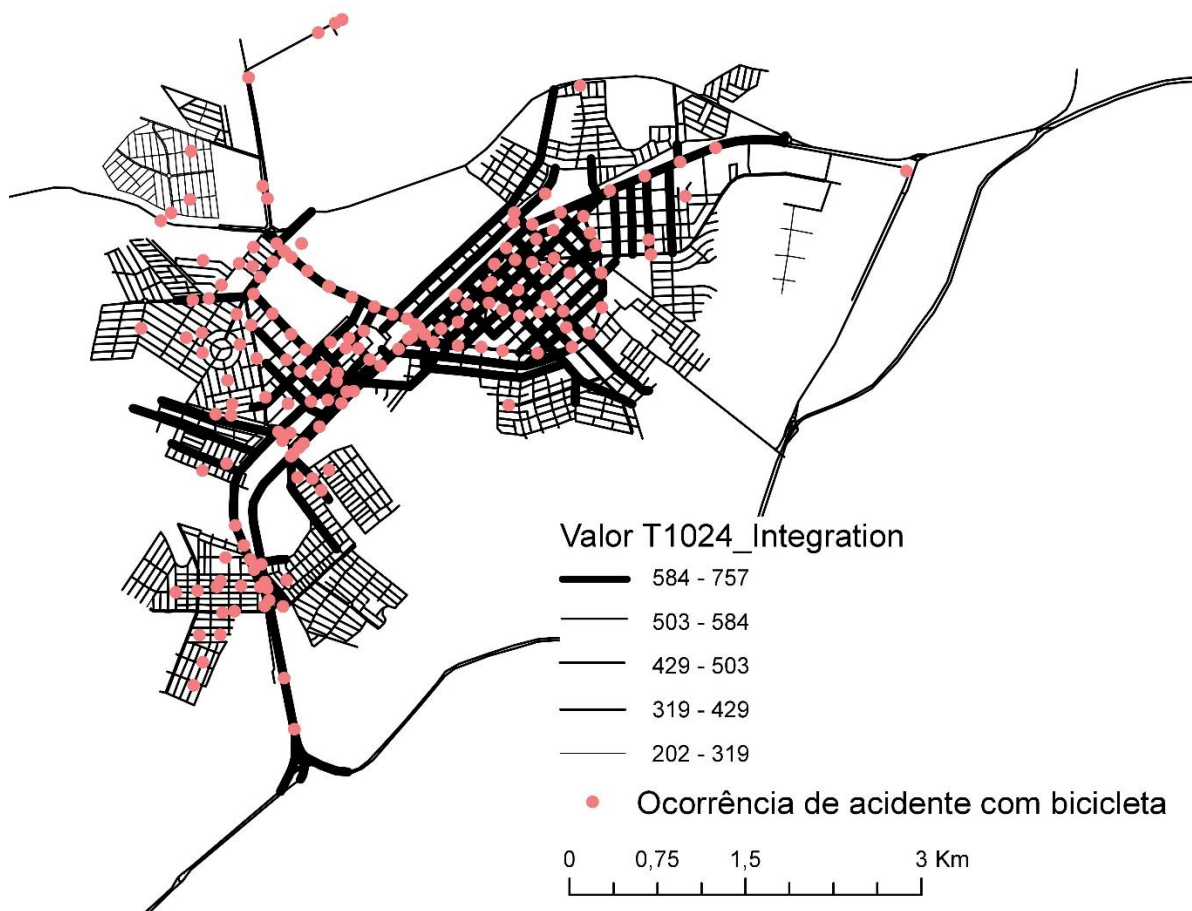 Valor T1024_Integration
584 - 757
503 - 584
429 - 503
319 - 429
202 - 319
Ocorrência de acidente com bicicleta
0 0,75 1,5 3 Km